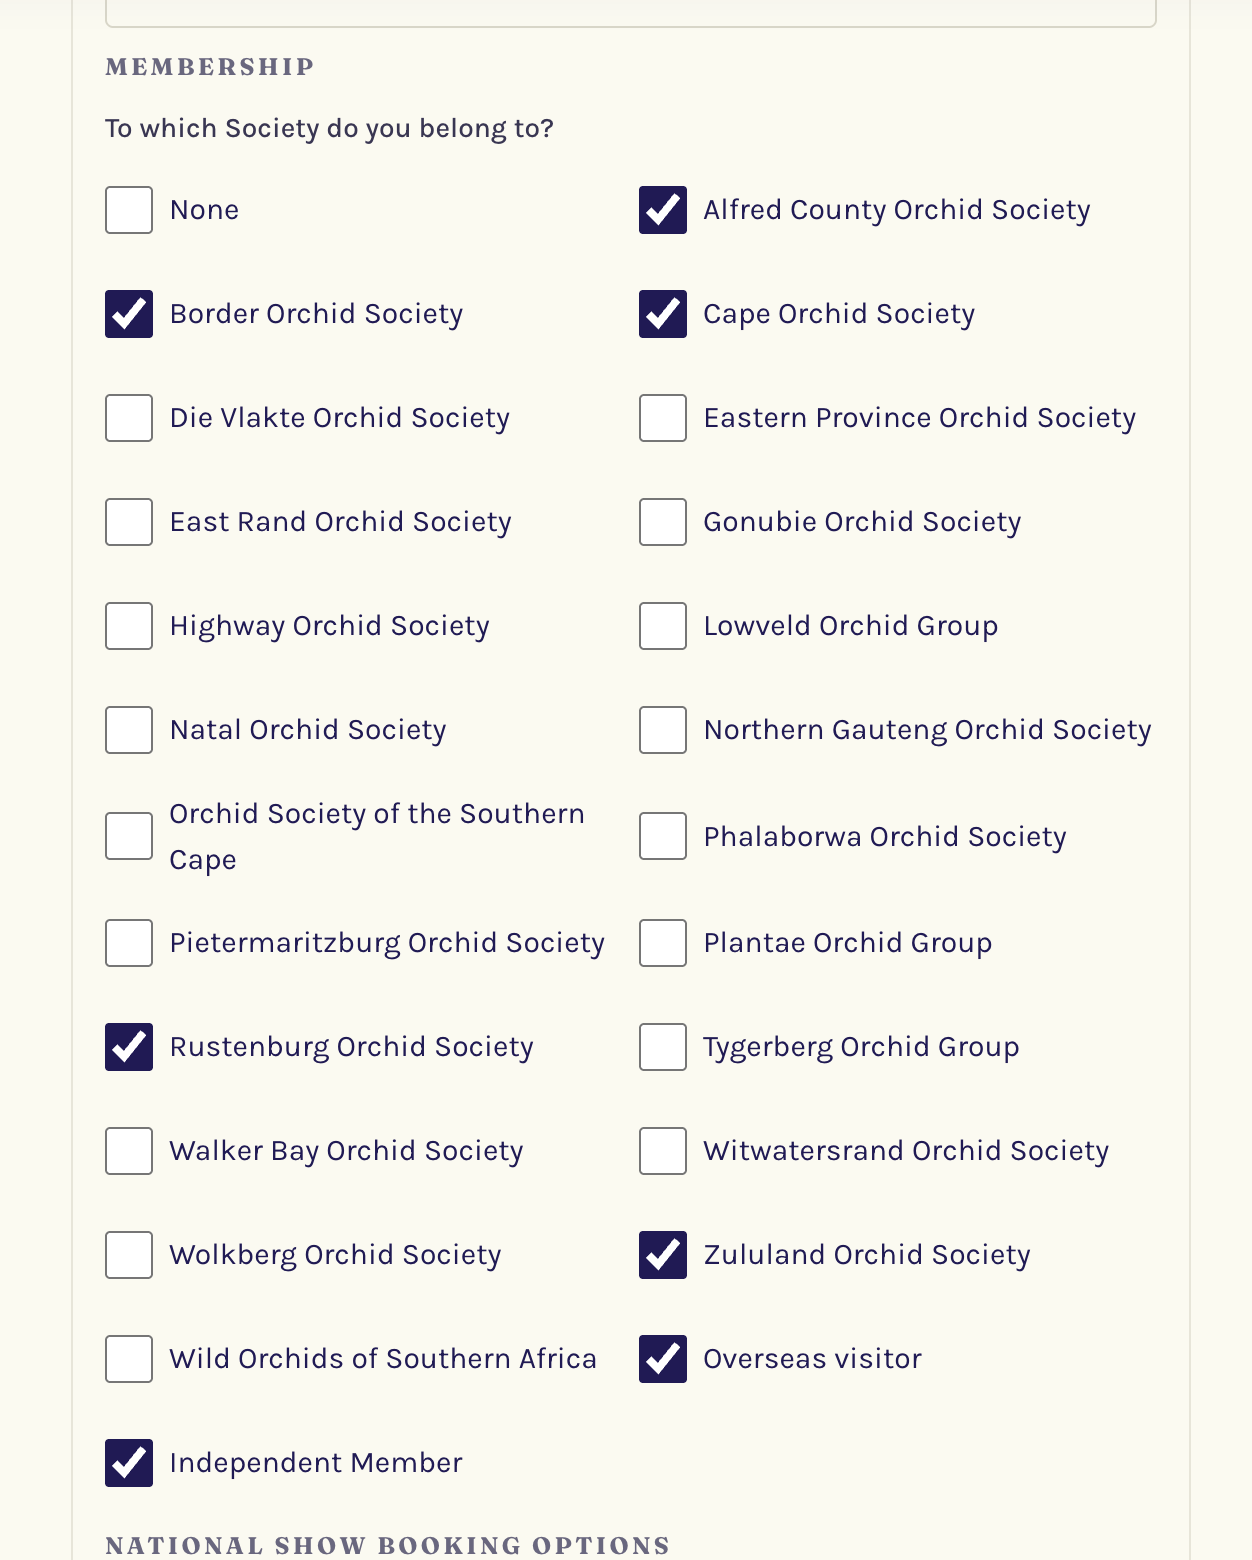 MEMBERSHIP
To which Society do you belong to?
None
Alfred County Orchid Society
Border Orchid Society
Cape Orchid Society
Die Vlakte Orchid Society
Eastern Province Orchid Society
East Rand Orchid Society
Gonubie Orchid Society
Highway Orchid Society
Lowveld Orchid Group
Natal Orchid Society
Northern Gauteng Orchid Society
Orchid Society of the Southern
Cape
Phalaborwa Orchid Society
Pietermaritzburg Orchid Society
Plantae Orchid Group
Rustenburg Orchid Society
Tygerberg Orchid Group
Walker Bay Orchid Society
Witwatersrand Orchid Society
Wolkberg Orchid Society
Zululand Orchid Society
Wild Orchids of Southern Africa
Overseas visitor
Independent Member
NATIONAL SHOW BOOKING OPTIONS